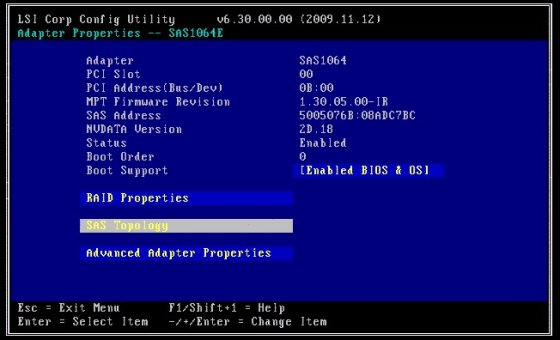 LSI Corp Config Utility v6.30.00.00 (2009.11.12)
Adapter Properties -- SAS1064E
Adapter SAS1064
PCI Slot 00
PCI Address(Bus/Dev) 0B:00
MPT Firmware Revision 1.30.05.00-IR
SAS Address 5005076B:08ADC7BC
NVDATA Version 2D.18
Status Enabled
Boot Order 0
Boot Support [Enabled BIOS & OS]
RAID Properties
SAS Topology
Advanced Adapter Properties
Esc = Exit Menu F1/Shift+1 = Help
Enter = Select Item -/+/Enter = Change Item